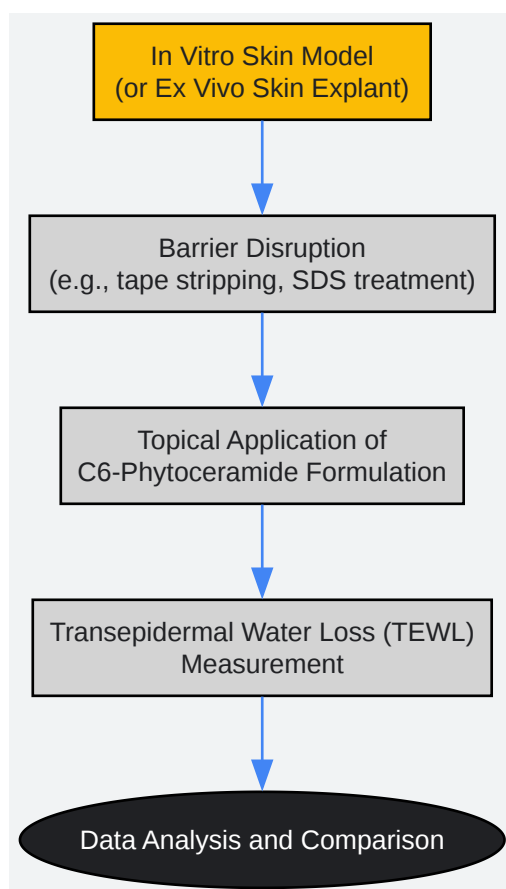 In Vitro Skin Model
(or Ex Vivo Skin Explant)
Barrier Disruption
(e.g., tape stripping, SDS treatment)
Topical Application of
C6-Phytoceramide Formulation
Transepidermal Water Loss (TEWL)
Measurement
Data Analysis and Comparison